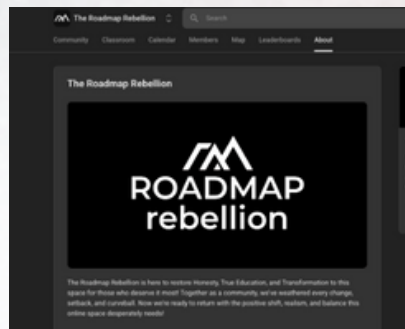 The Roadmap Rebellion
Search
Community Classroom Calendar Members Map Leaderboards About
The Roadmap Rebellion
ROADMAP
rebellion
The Roadmap Rebellion is here to restore Honesty, True Education, and Transformation to this
space for those who deserve it most! Together as a community, we've weathered every change,
setback, and curveball. Now we're ready to return with the positive shift, realism, and balance this
online space desperately needs!